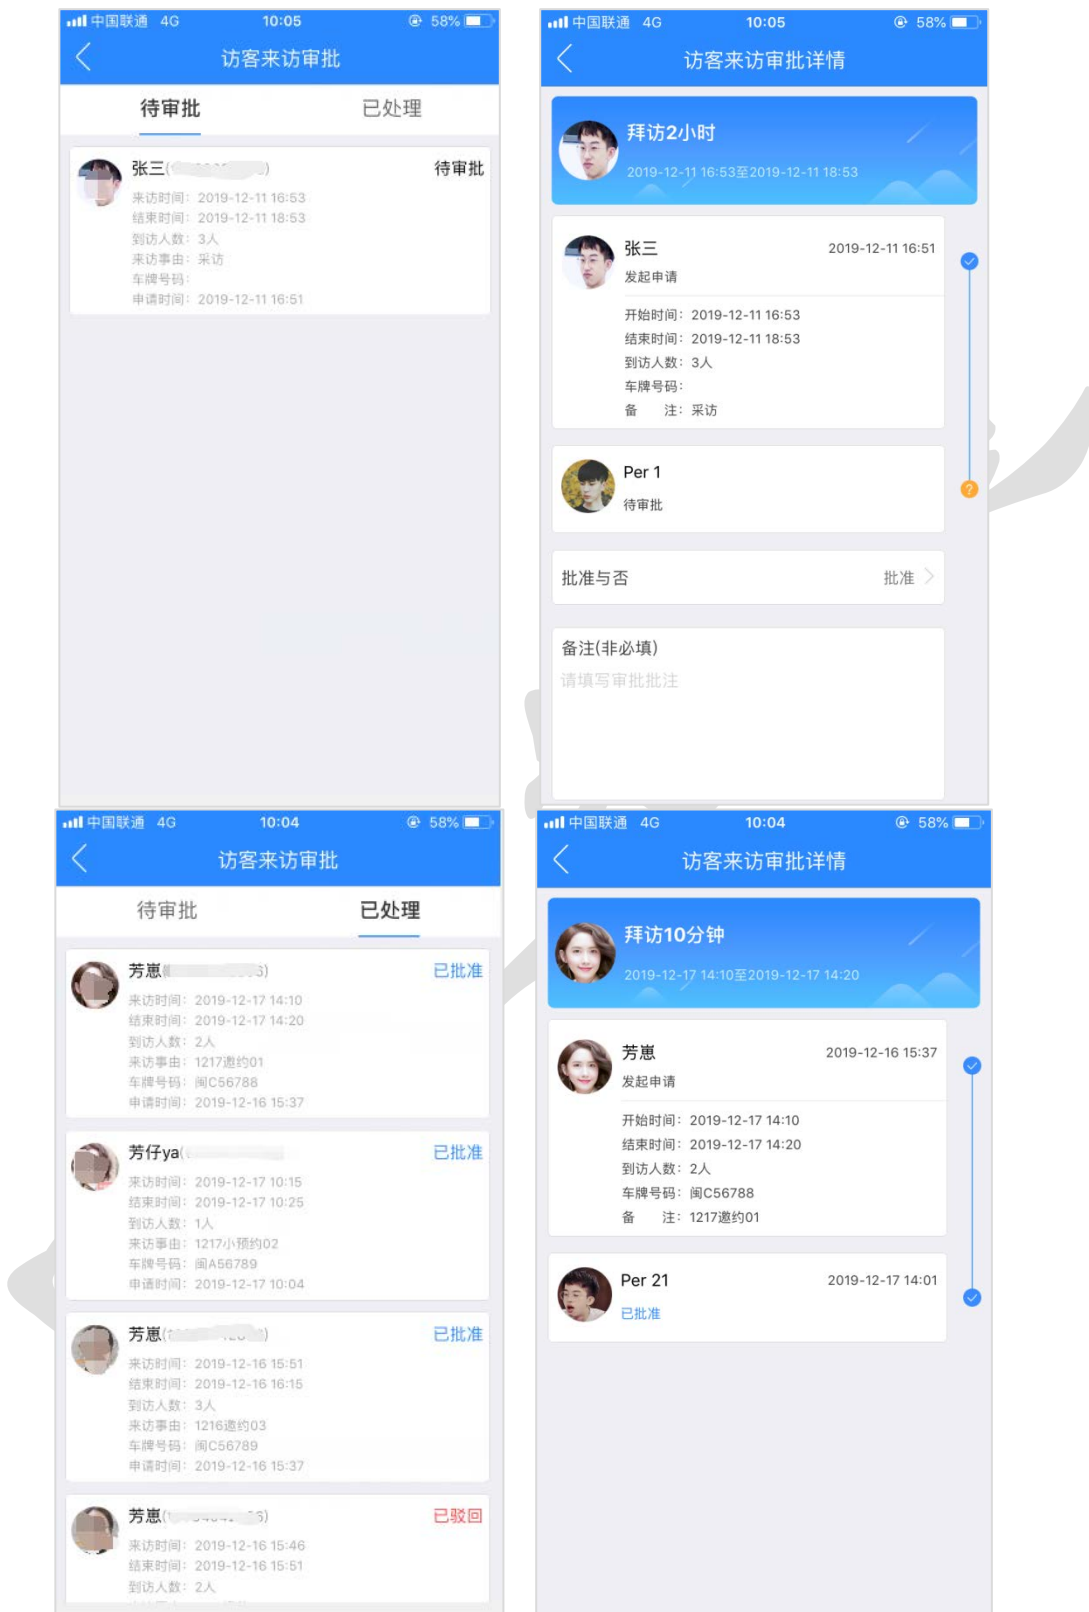 中国联通 4G 10:05 58%
访客来访审批
待审批 已处理
张三( ) 待审批
来访时间：2019-12-11 16:53
结束时间：2019-12-11 18:53
到访人数：3人
来访事由：采访
车牌号码：
申请时间：2019-12-11 16:51
中国联通 4G 10:05 58%
访客来访审批详情
拜访2小时
2019-12-11 16:53至2019-12-11 18:53
张三 2019-12-11 16:51
发起申请
开始时间：2019-12-11 16:53
结束时间：2019-12-11 18:53
到访人数：3人
车牌号码：
备 注：采访
Per 1
待审批
?
批准与否 批准
备注(非必填)
请填写审批批注
中国联通 4G 10:04 58%
访客来访审批
待审批 已处理
芳崽 已批准
来访时间：2019-12-17 14:10
结束时间：2019-12-17 14:20
到访人数：2人
来访事由：1217邀约01
车牌号码：闽C56788
申请时间：2019-12-16 15:37
芳仔ya( 已批准
来访时间：2019-12-17 10:15
结束时间：2019-12-17 10:25
到访人数：1人
来访事由：1217小预约02
车牌号码：闽A56789
申请时间：2019-12-17 10:04
芳崽( ) 已批准
来访时间：2019-12-16 15:51
结束时间：2019-12-16 16:15
到访人数：3人
来访事由：1216邀约03
车牌号码：闽C56789
申请时间：2019-12-16 15:37
芳崽( ) 已驳回
来访时间：2019-12-16 15:46
结束时间：2019-12-16 15:51
到访人数：2人
中国联通 4G 10:04 58%
访客来访审批详情
拜访10分钟
2019-12-17 14:10至2019-12-17 14:20
芳崽 2019-12-16 15:37
发起申请
开始时间：2019-12-17 14:10
结束时间：2019-12-17 14:20
到访人数：2人
车牌号码：闽C56788
备 注：1217邀约01
Per 21 2019-12-17 14:01
已批准